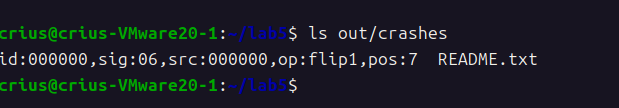 crius@crius-VMware20-1:~/lab5$ ls out/crashes
id:000000,sig:06,src:000000,op:flip1,pos:7  README.txt
crius@crius-VMware20-1:~/lab5$